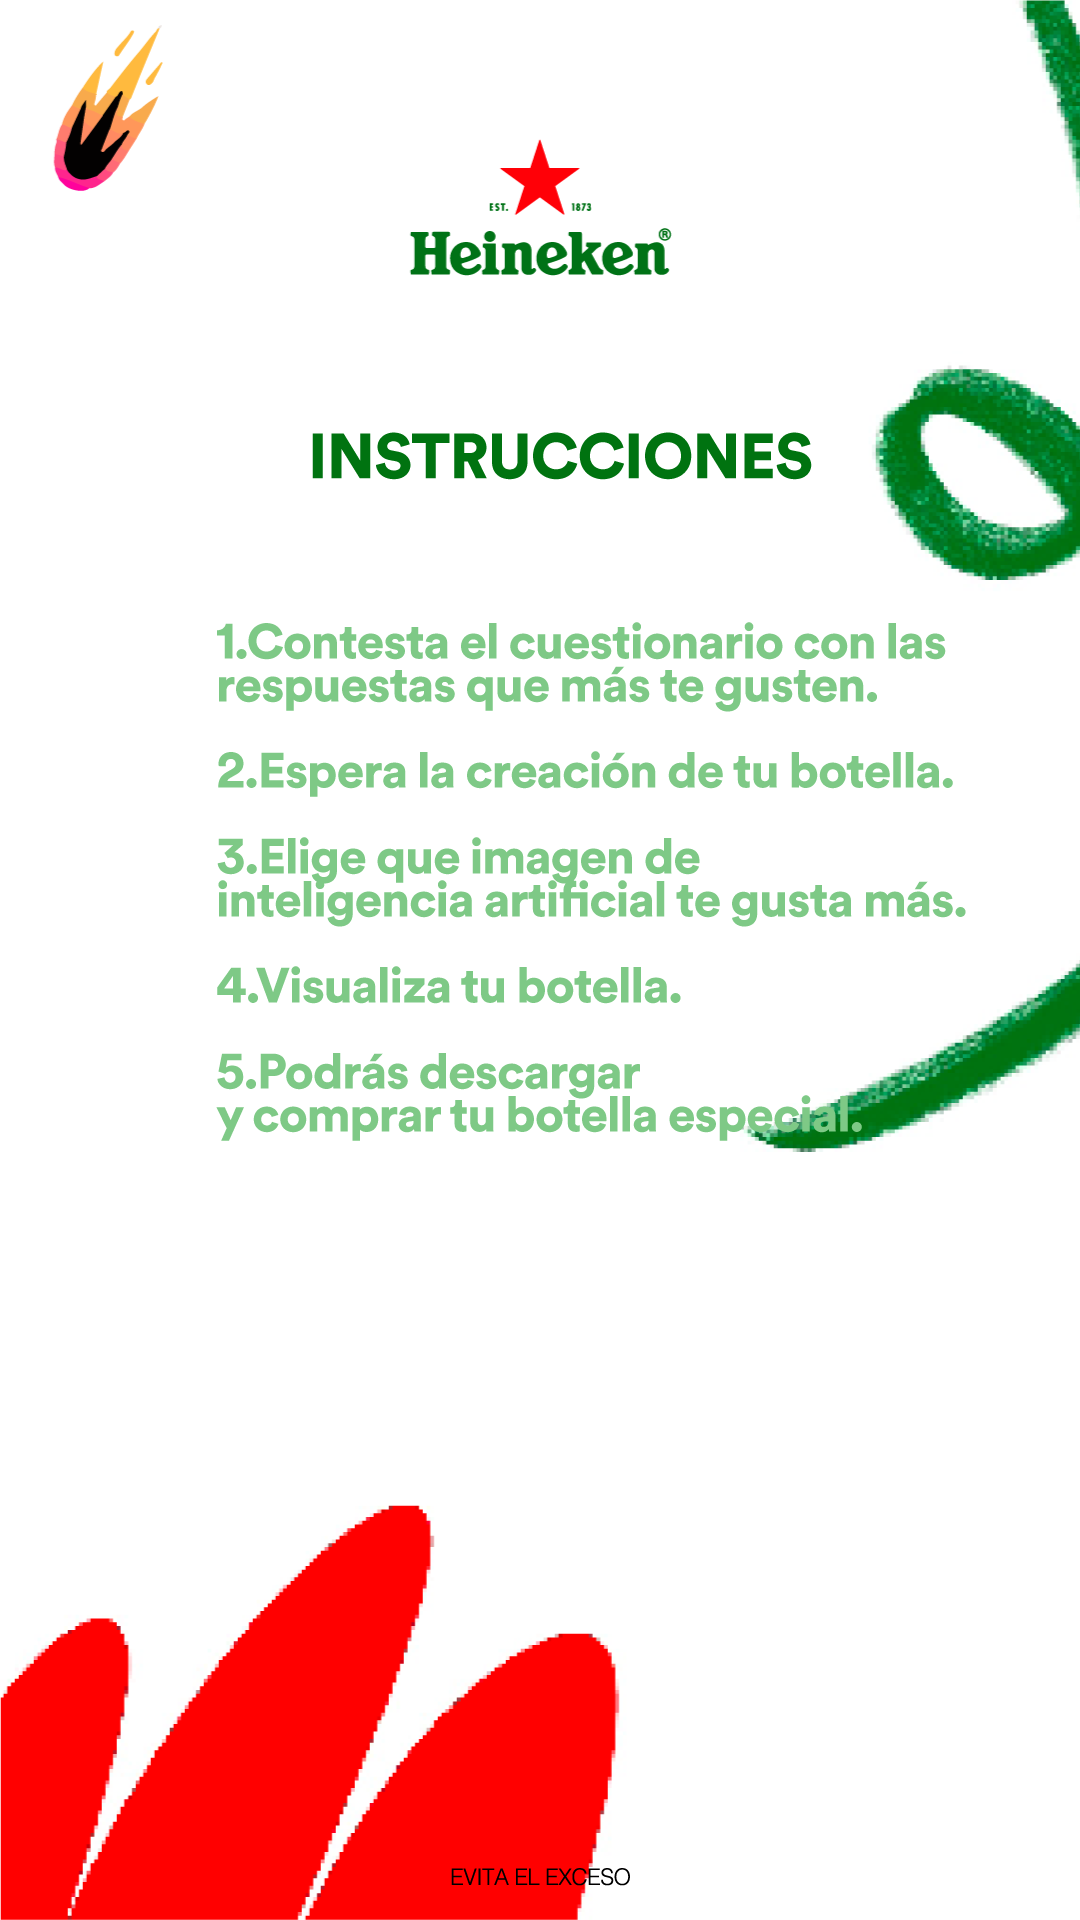 EST. 1873
Heineken®
INSTRUCCIONES
1.Contesta el cuestionario con las
respuestas que más te gusten.
2.Espera la creación de tu botella.
3.Elige que imagen de
inteligencia artificial te gusta más.
4.Visualiza tu botella.
5.Podrás descargar
y comprar tu botella especial.
EVITA EL EXCESO